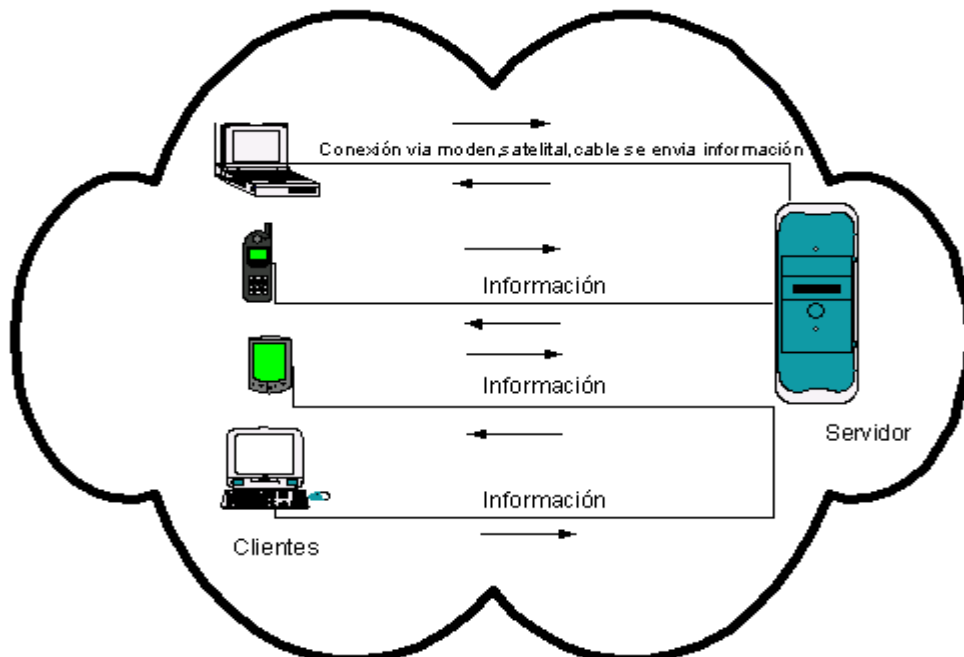 Conexión via moden,satelital,cable se envia información
Información
Información
Servidor
Información
Clientes